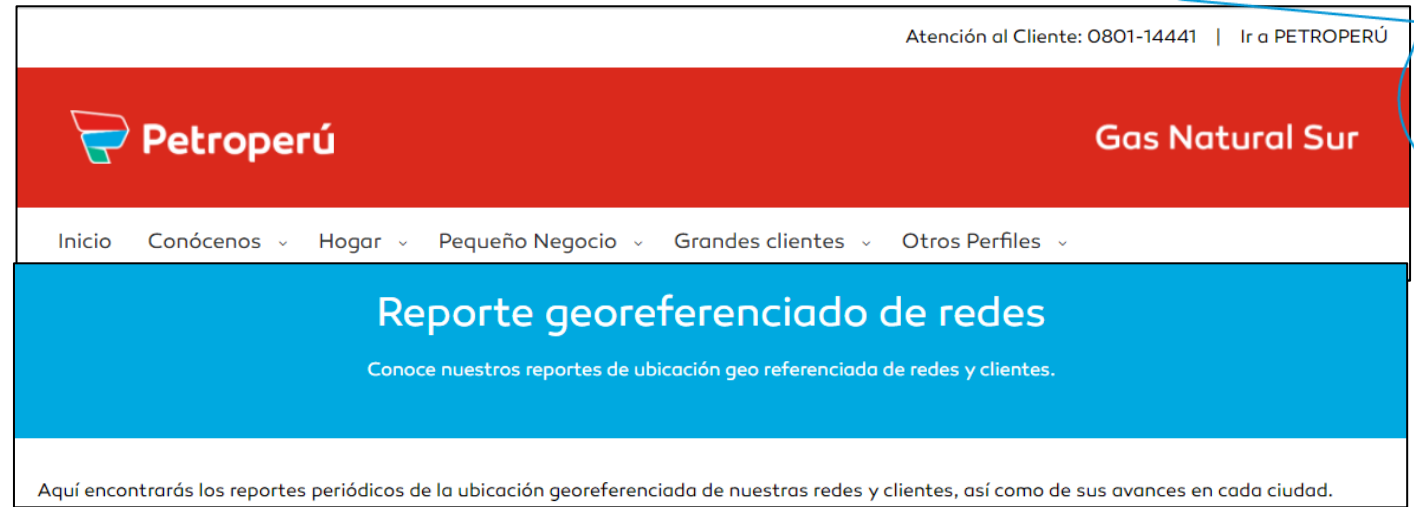 Atención al Cliente: 0801-14441 | Ir a PETROPERÚ
Petroperú Gas Natural Sur
Inicio Conócenos Hogar Pequeño Negocio Grandes clientes Otros Perfiles
Reporte georeferenciado de redes
Conoce nuestros reportes de ubicación geo referenciada de redes y clientes.
Aquí encontrarás los reportes periódicos de la ubicación georeferenciada de nuestras redes y clientes, así como de sus avances en cada ciudad.